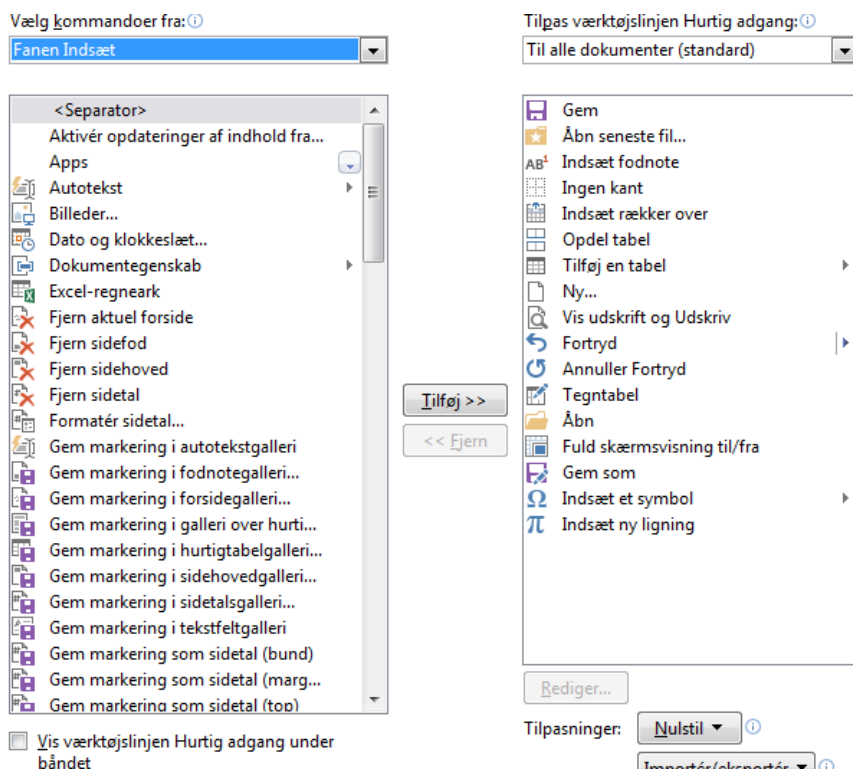 Vælg kommandoer fra:
Fanen Indsæt
<Separator>
Aktivér opdateringer af indhold fra...
Apps
Autotekst
Billeder...
Dato og klokkeslæt...
Dokumentegenskab
Excel-regneark
Fjern aktuel forside
Fjern sidefod
Fjern sidehoved
Fjern sidetal
Formatér sidetal...
Gem markering i autotekstgalleri
Gem markering i fodnotegalleri...
Gem markering i forsidegalleri...
Gem markering i galleri over hurti...
Gem markering i hurtigtabelgalleri...
Gem markering i sidehovedgalleri...
Gem markering i sidetalsgalleri...
Gem markering i tekstfeltgalleri
Gem markering som sidetal (bund)
Gem markering som sidetal (marg...
Gem markering som sidetal (top)
Vis værktøjslinjen Hurtig adgang under
båndet
Tilføj >>
<< Fjern
Tilpas værktøjslinjen Hurtig adgang:
Til alle dokumenter (standard)
Gem
Åbn seneste fil...
AB¹ Indsæt fodnote
Ingen kant
Indsæt rækker over
Opdel tabel
Tilføj en tabel
Ny...
Vis udskrift og Udskriv
Fortryd
Annuller Fortryd
Tegntabel
Åbn
Fuld skærmsvisning til/fra
Gem som
Ω Indsæt et symbol
π Indsæt ny ligning
Rediger...
Tilpasninger: Nulstil
Importér/eksportér